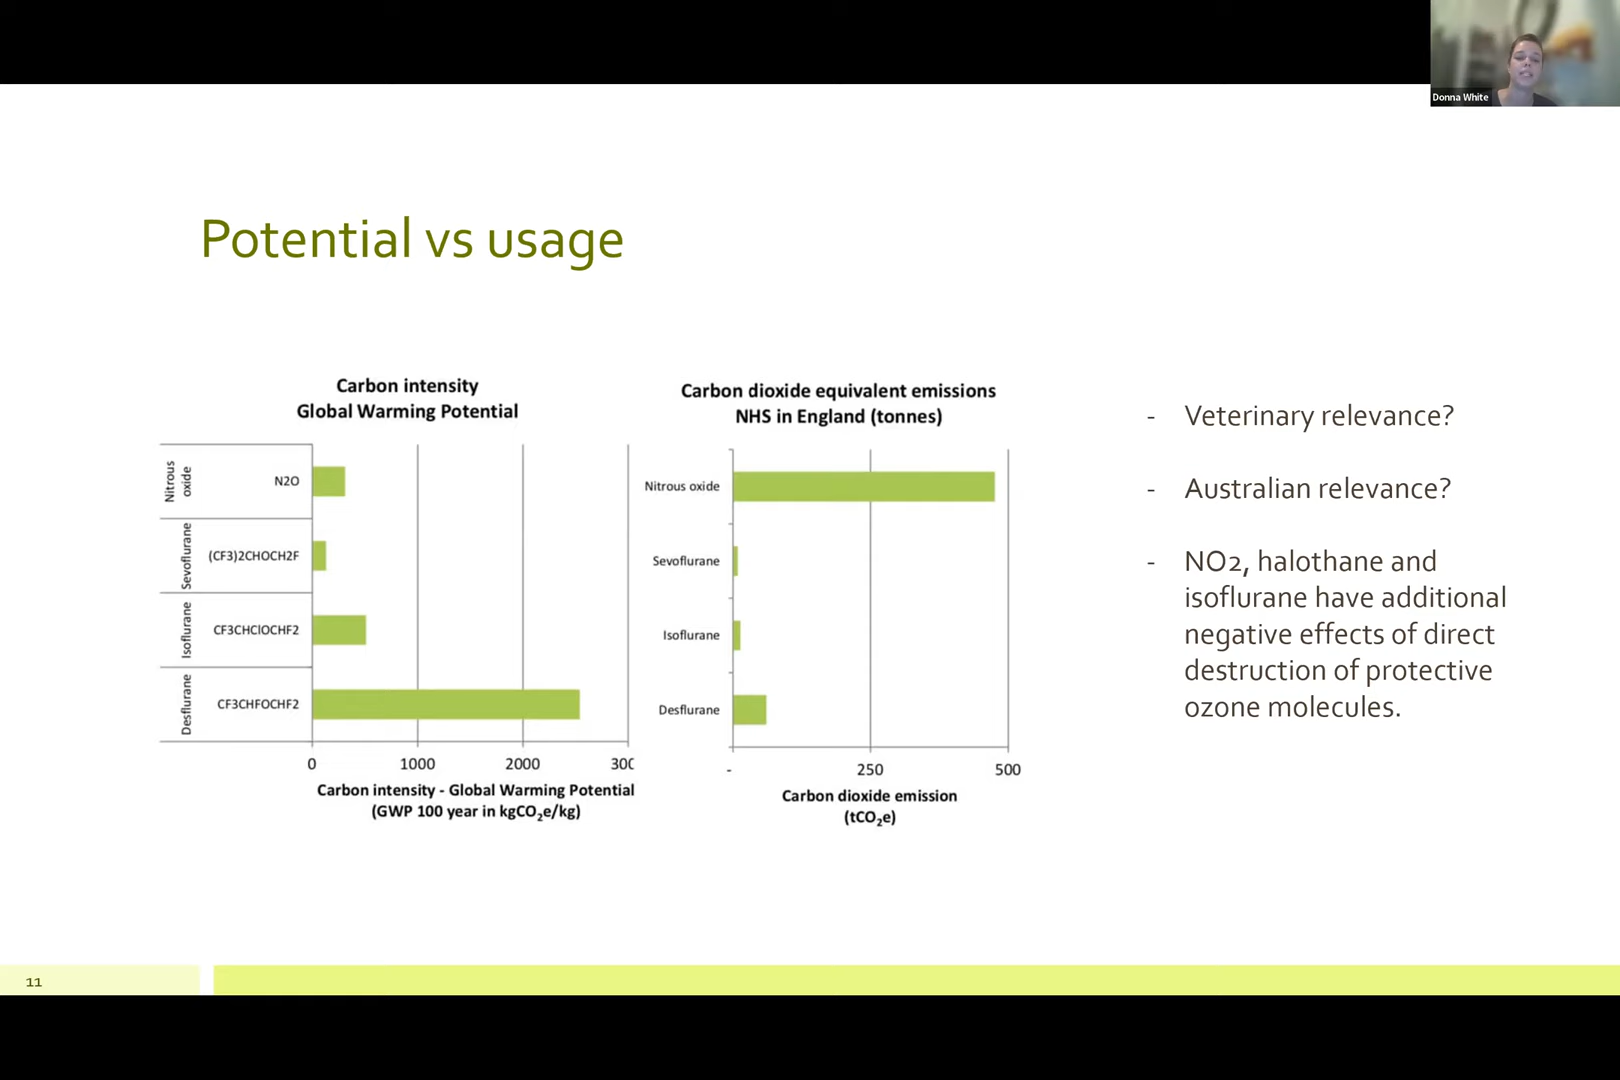 Donna White
Potential vs usage
Carbon intensity
Global Warming Potential
Nitrous
oxide
N2O
Sevoflurane
(CF3)2CHOCH2F
Isoflurane
CF3CHClOCHF2
Desflurane
CF3CHFOCHF2
0 1000 2000 300
Carbon intensity - Global Warming Potential
(GWP 100 year in kgCO₂e/kg)
Carbon dioxide equivalent emissions
NHS in England (tonnes)
Nitrous oxide
Sevoflurane
Isoflurane
Desflurane
- 250 500
Carbon dioxide emission
(tCO₂e)
- Veterinary relevance?
- Australian relevance?
- NO2, halothane and
isoflurane have additional
negative effects of direct
destruction of protective
ozone molecules.
11